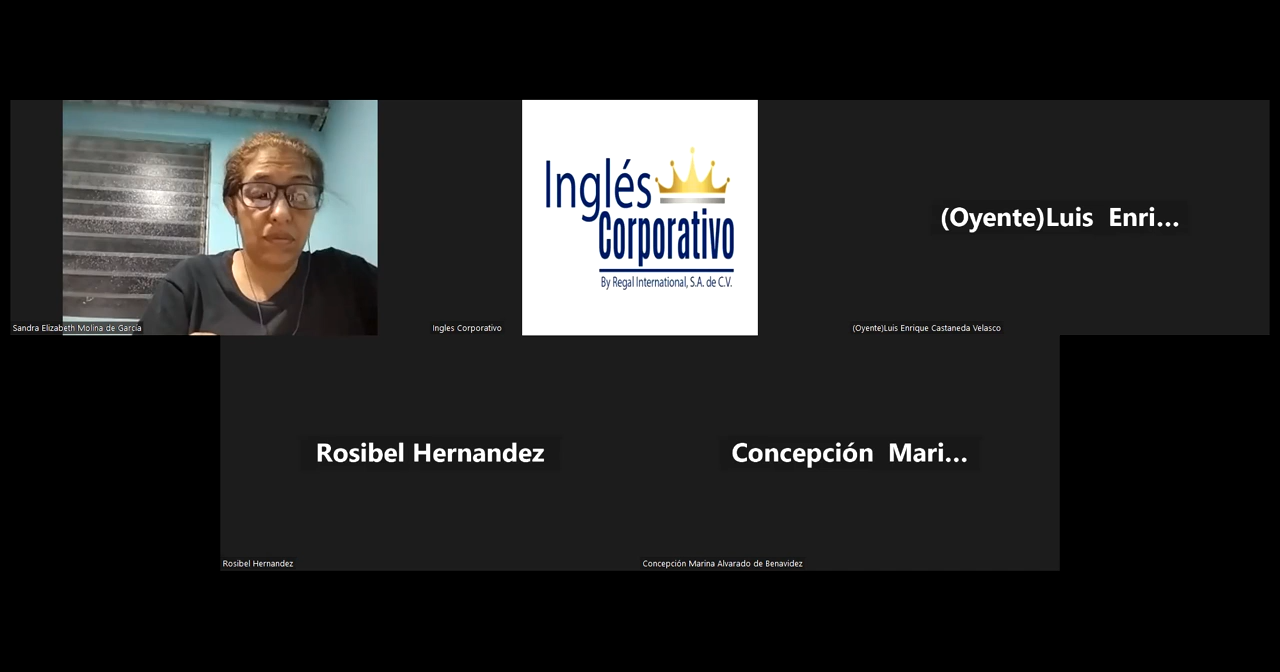 Inglés
Corporativo
By Regal International, S.A. de C.V.
(Oyente)Luis Enri...
Sandra Elizabeth Molina de García
Ingles Corporativo
(Oyente)Luis Enrique Castaneda Velasco
Rosibel Hernandez
Concepción Mari...
Rosibel Hernandez
Concepción Marina Alvarado de Benavidez